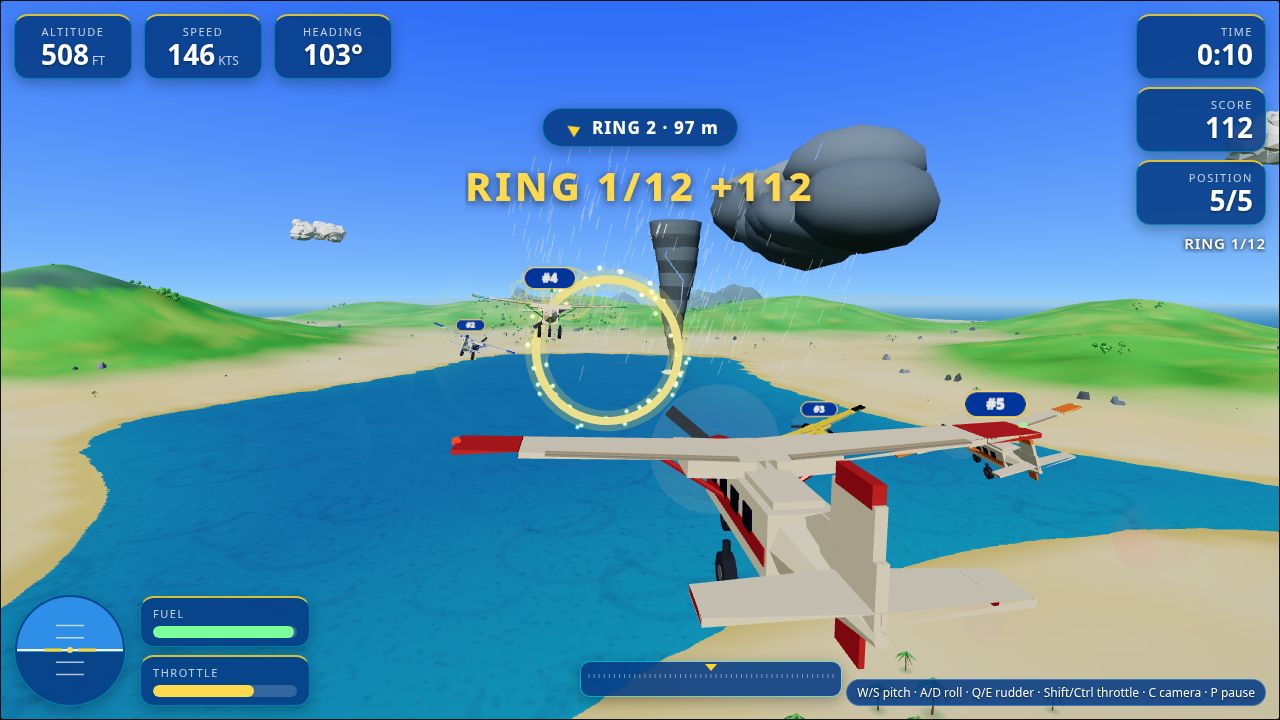 ALTITUDE
508 FT
SPEED
146 KTS
HEADING
103°
TIME
0:10
SCORE
112
POSITION
5/5
RING 1/12
RING 2 · 97 m
RING 1/12 +112
#4
#2
#3
#5
FUEL
THROTTLE
W/S pitch · A/D roll · Q/E rudder · Shift/Ctrl throttle · C camera · P pause